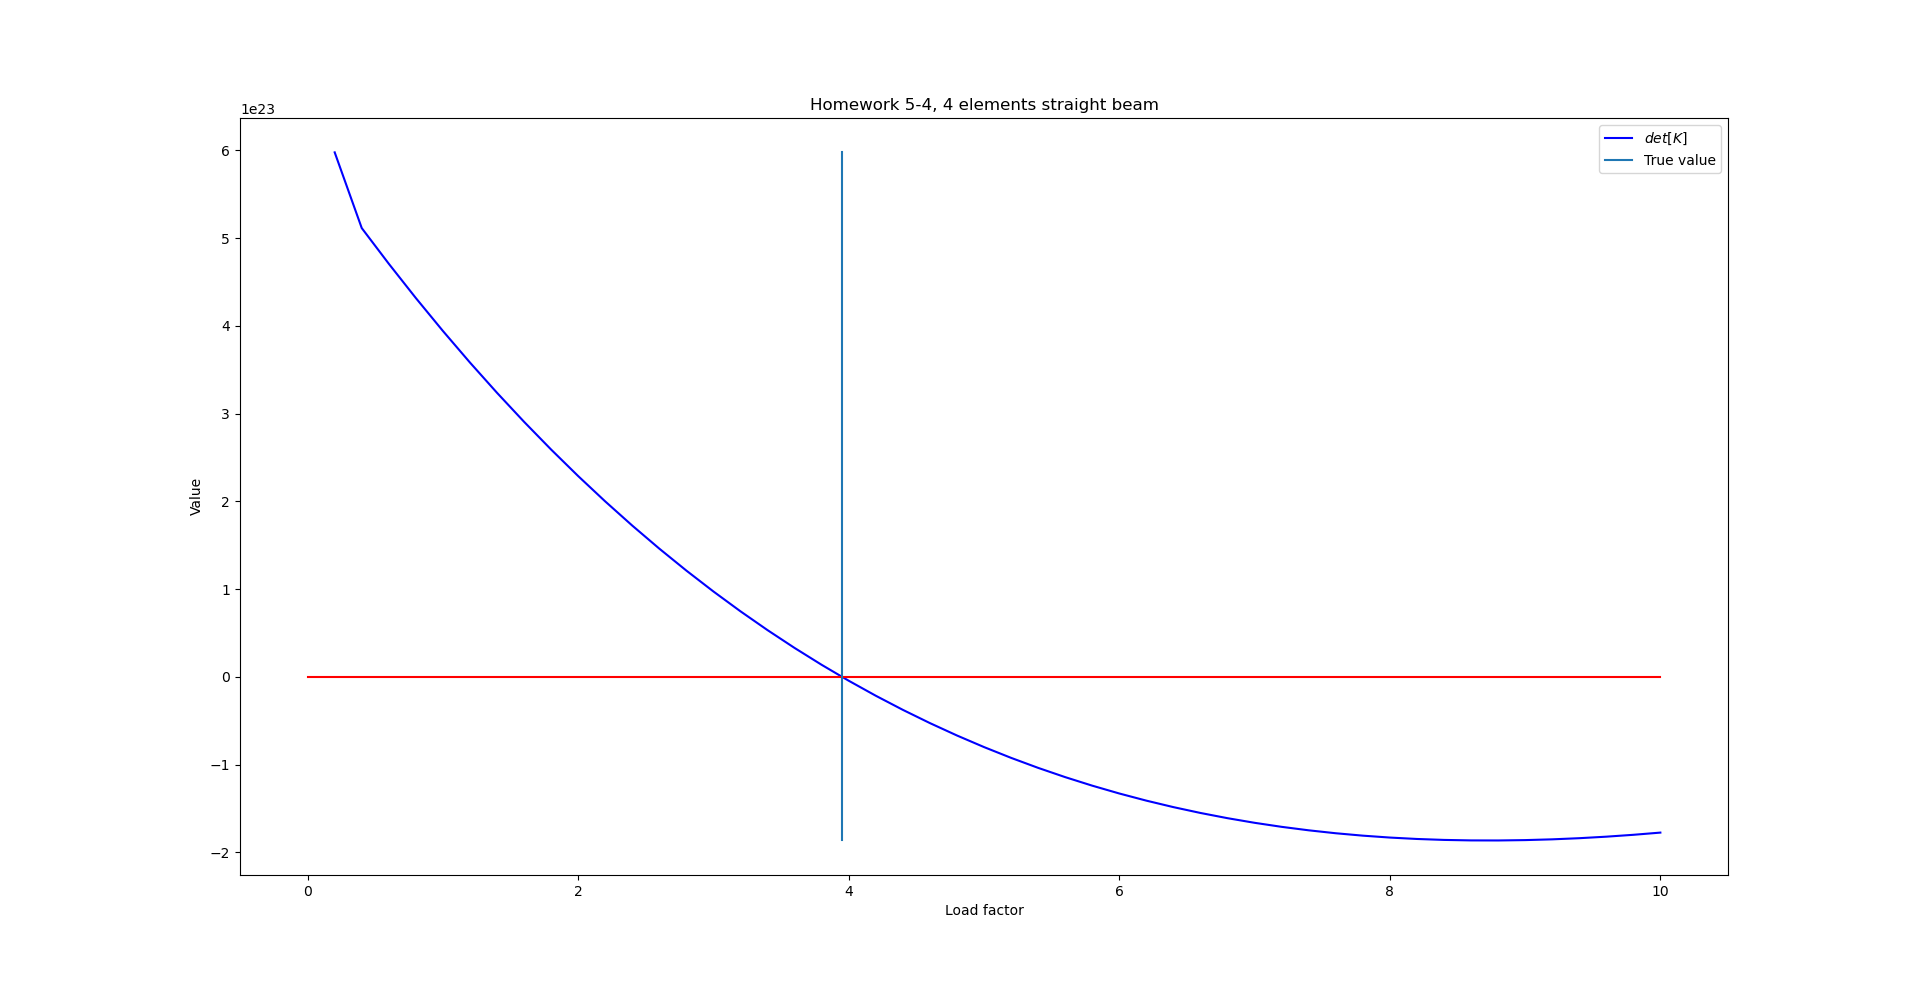 Homework 5-4, 4 elements straight beam
1e23
det[K]
True value
6
5
4
3
2
1
0
−1
−2
Value
0 2 4 6 8 10
Load factor